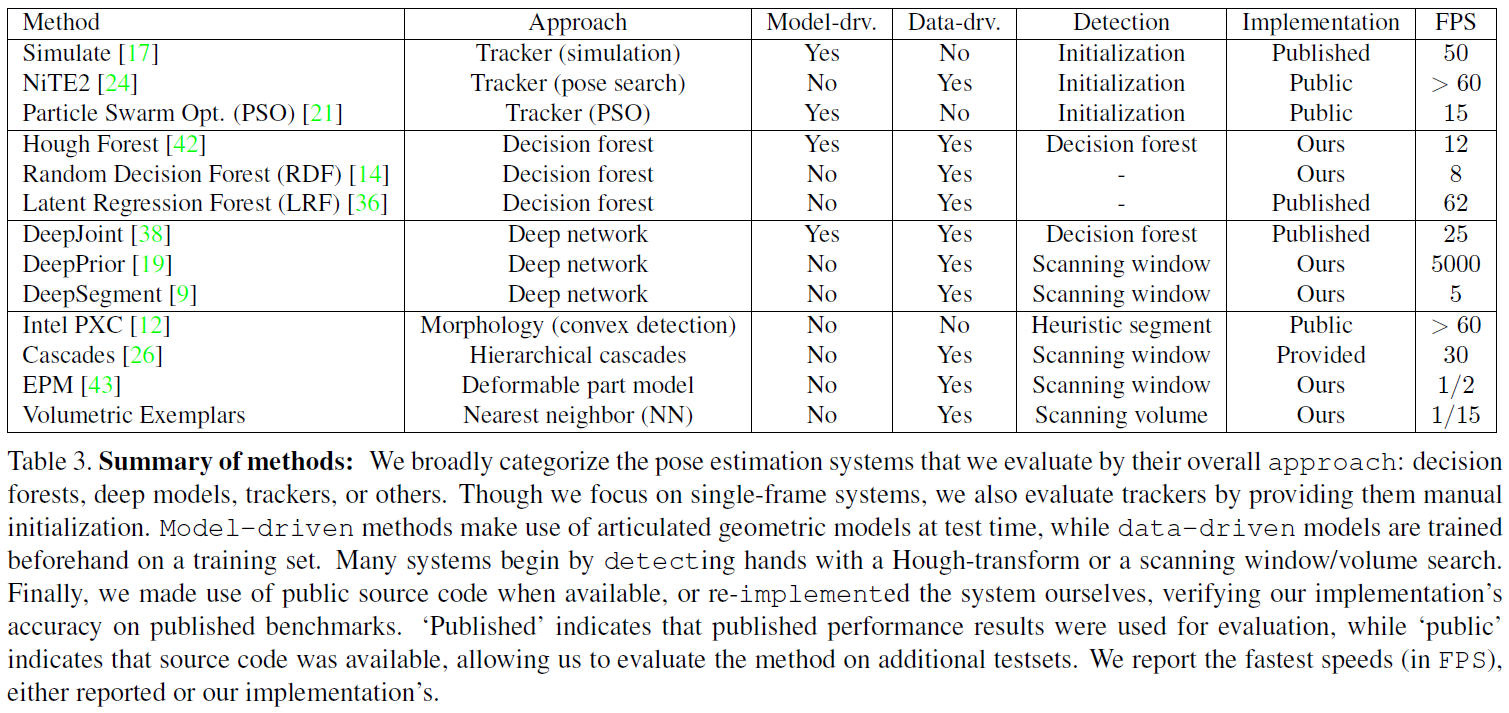 Method Approach Model-drv. Data-drv. Detection Implementation FPS
Simulate [17] Tracker (simulation) Yes No Initialization Published 50
NiTE2 [24] Tracker (pose search) No Yes Initialization Public > 60
Particle Swarm Opt. (PSO) [21] Tracker (PSO) Yes No Initialization Public 15
Hough Forest [42] Decision forest Yes Yes Decision forest Ours 12
Random Decision Forest (RDF) [14] Decision forest No Yes - Ours 8
Latent Regression Forest (LRF) [36] Decision forest No Yes - Published 62
DeepJoint [38] Deep network Yes Yes Decision forest Published 25
DeepPrior [19] Deep network No Yes Scanning window Ours 5000
DeepSegment [9] Deep network No Yes Scanning window Ours 5
Intel PXC [12] Morphology (convex detection) No No Heuristic segment Public > 60
Cascades [26] Hierarchical cascades No Yes Scanning window Provided 30
EPM [43] Deformable part model No Yes Scanning window Ours 1/2
Volumetric Exemplars Nearest neighbor (NN) No Yes Scanning volume Ours 1/15
Table 3. Summary of methods: We broadly categorize the pose estimation systems that we evaluate by their overall approach: decision
forests, deep models, trackers, or others. Though we focus on single-frame systems, we also evaluate trackers by providing them manual
initialization. Model-driven methods make use of articulated geometric models at test time, while data-driven models are trained
beforehand on a training set. Many systems begin by detecting hands with a Hough-transform or a scanning window/volume search.
Finally, we made use of public source code when available, or re-implemented the system ourselves, verifying our implementation's
accuracy on published benchmarks. 'Published' indicates that published performance results were used for evaluation, while 'public'
indicates that source code was available, allowing us to evaluate the method on additional testsets. We report the fastest speeds (in FPS),
either reported or our implementation's.